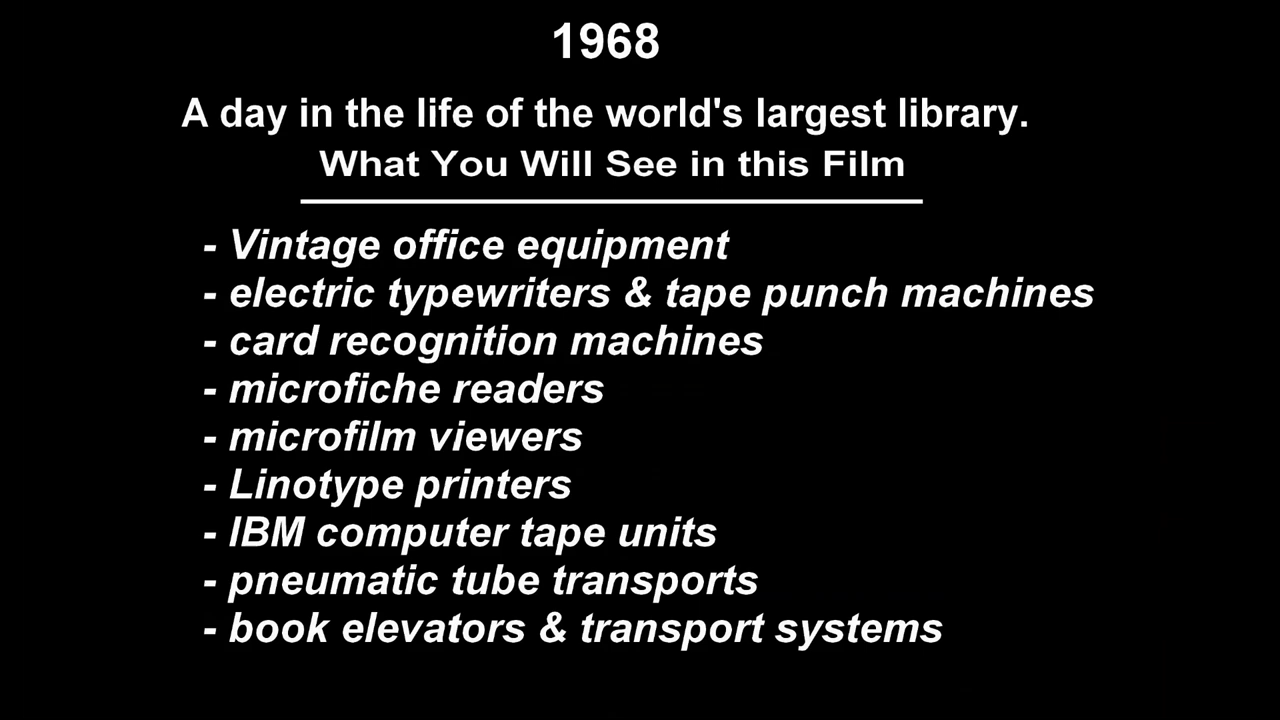 1968
A day in the life of the world's largest library.
What You Will See in this Film
- Vintage office equipment
- electric typewriters & tape punch machines
- card recognition machines
- microfiche readers
- microfilm viewers
- Linotype printers
- IBM computer tape units
- pneumatic tube transports
- book elevators & transport systems